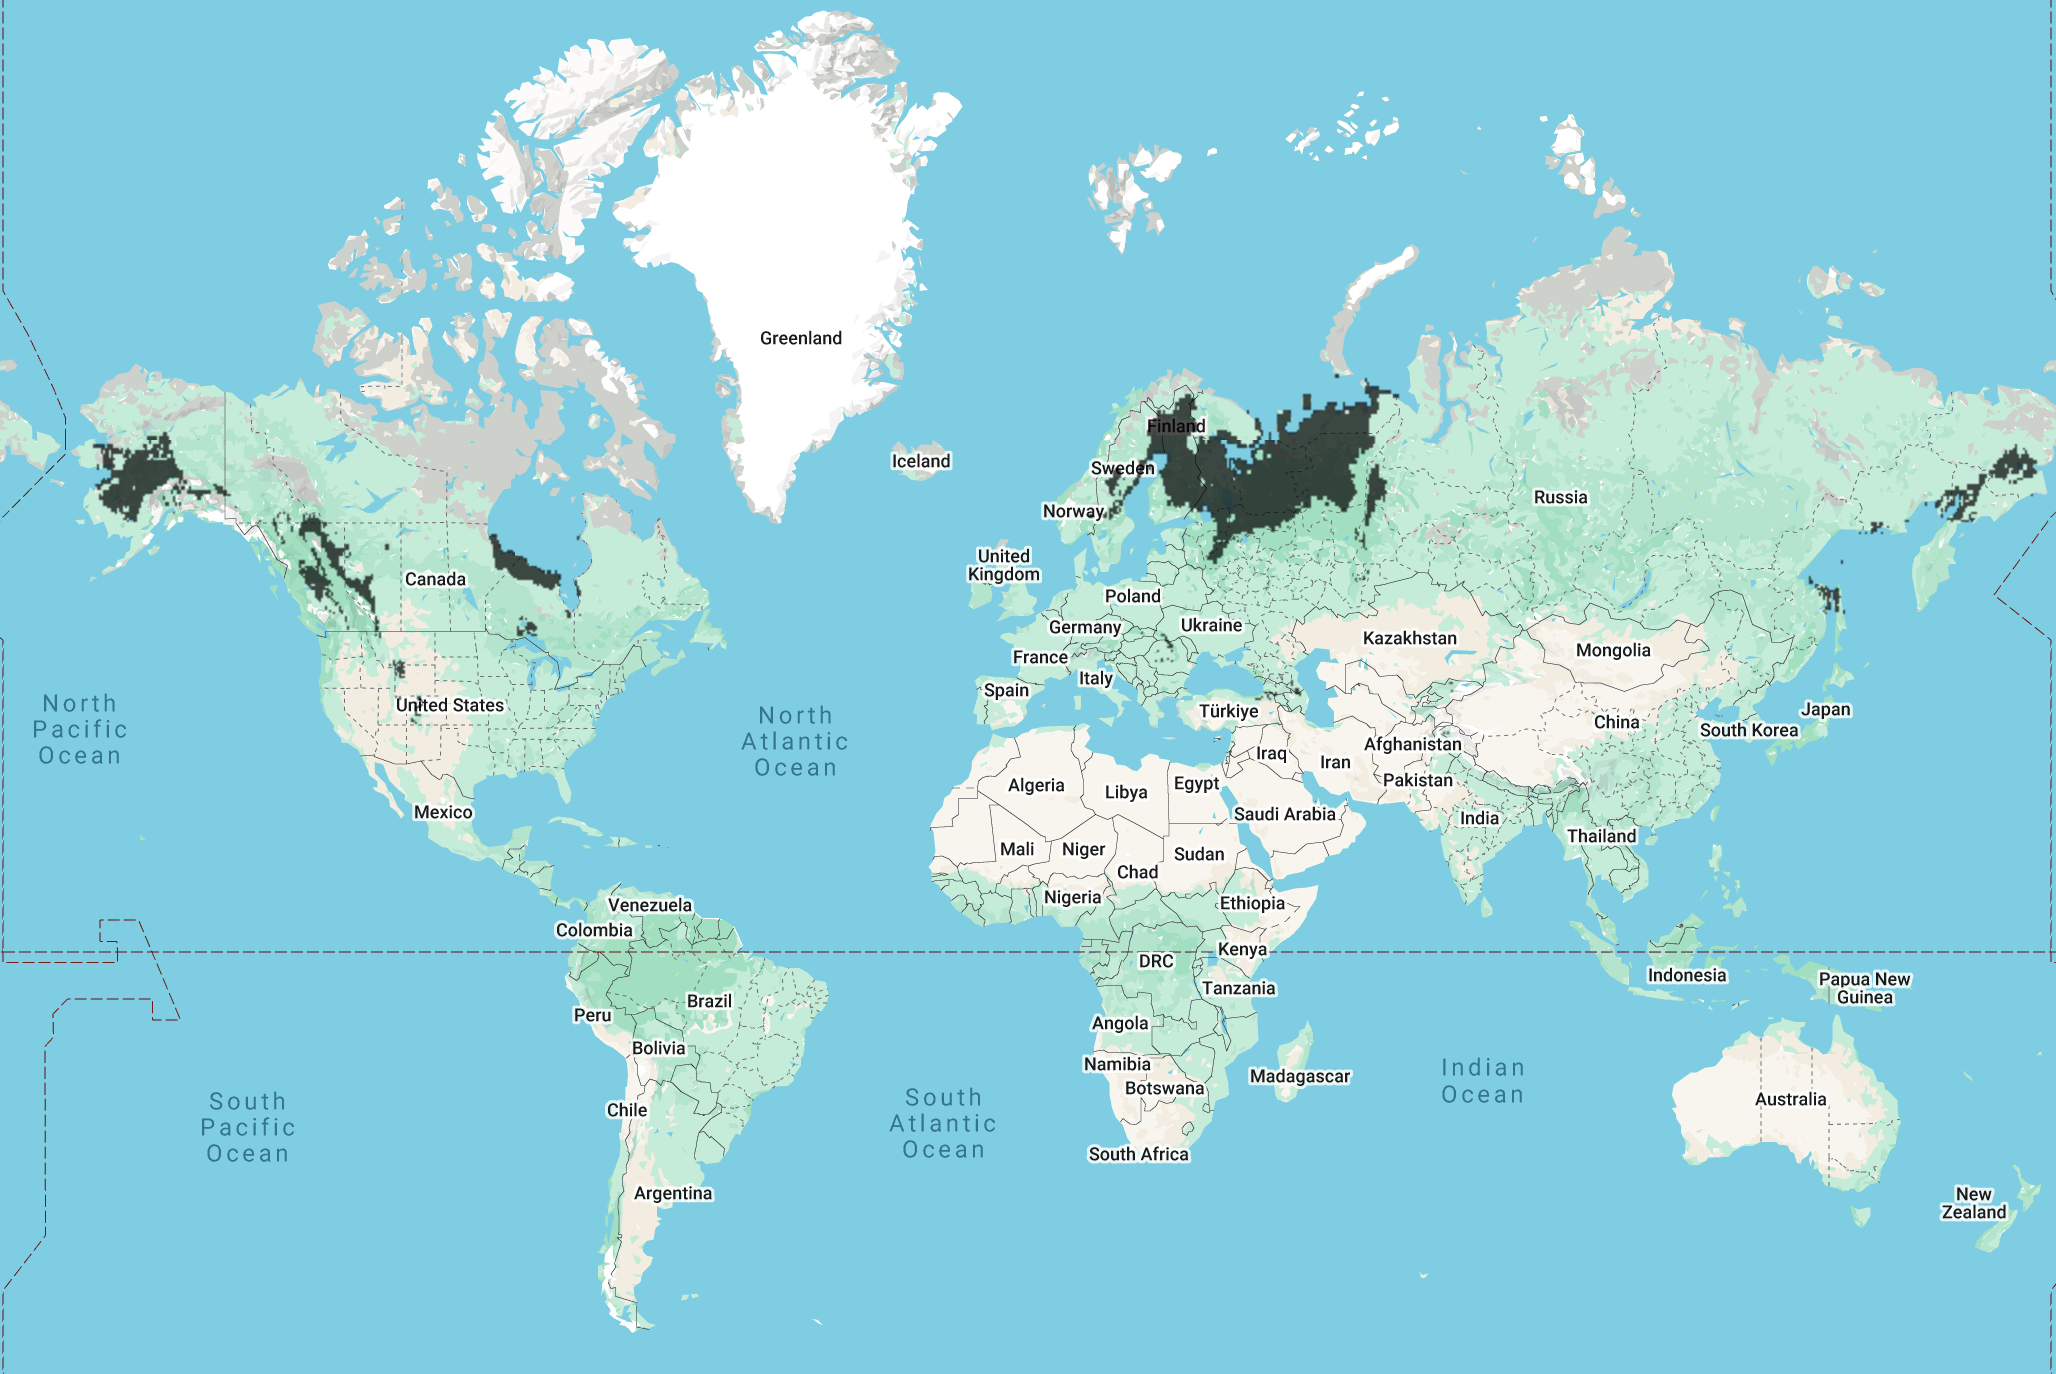 Greenland
Iceland
Finland
Sweden
Norway
Russia
United
Kingdom
Canada
Poland
Germany
Ukraine
Kazakhstan
Mongolia
France
Italy
Spain
United States
Türkiye
China
Japan
South Korea
North
Pacific
Ocean
North
Atlantic
Ocean
Afghanistan
Iraq
Iran
Pakistan
Algeria
Libya
Egypt
Saudi Arabia
Mexico
India
Thailand
Mali
Niger
Chad
Sudan
Nigeria
Ethiopia
Venezuela
Colombia
Kenya
DRC
Indonesia
Papua New
Guinea
Tanzania
Brazil
Peru
Angola
Bolivia
Namibia
Botswana
Madagascar
Indian
Ocean
Australia
Chile
South
Pacific
Ocean
South
Atlantic
Ocean
South Africa
Argentina
New
Zealand